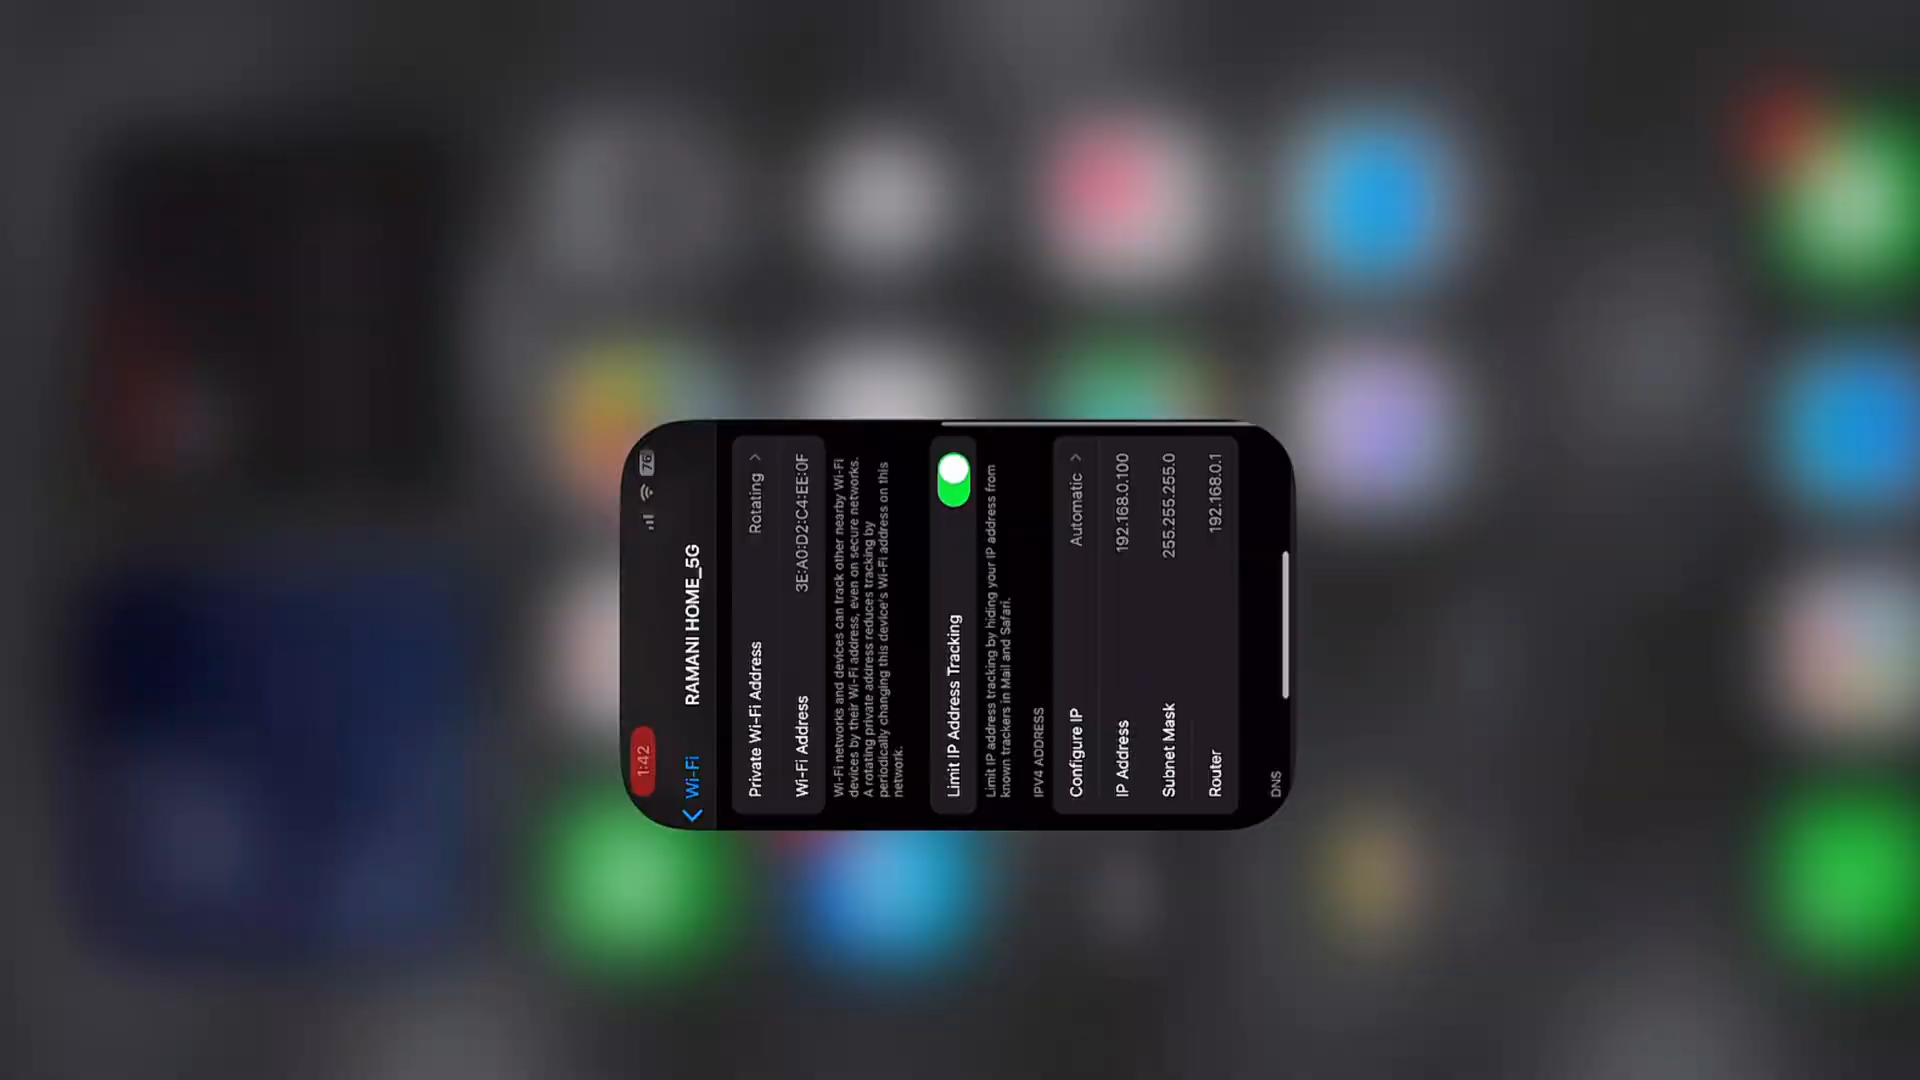 1:42
76
Wi-Fi
RAMANI HOME_5G
Private Wi-Fi Address
Rotating
Wi-Fi Address
3E:A0:D2:C4:EE:0F
Wi-Fi networks and devices can track other nearby Wi-Fi
devices by their Wi-Fi address, even on secure networks.
A rotating private address reduces tracking by
periodically changing this device's Wi-Fi address on this
network.
Limit IP Address Tracking
Limit IP address tracking by hiding your IP address from
known trackers in Mail and Safari.
IPV4 ADDRESS
Configure IP
Automatic
IP Address
192.168.0.100
Subnet Mask
255.255.255.0
Router
192.168.0.1
DNS